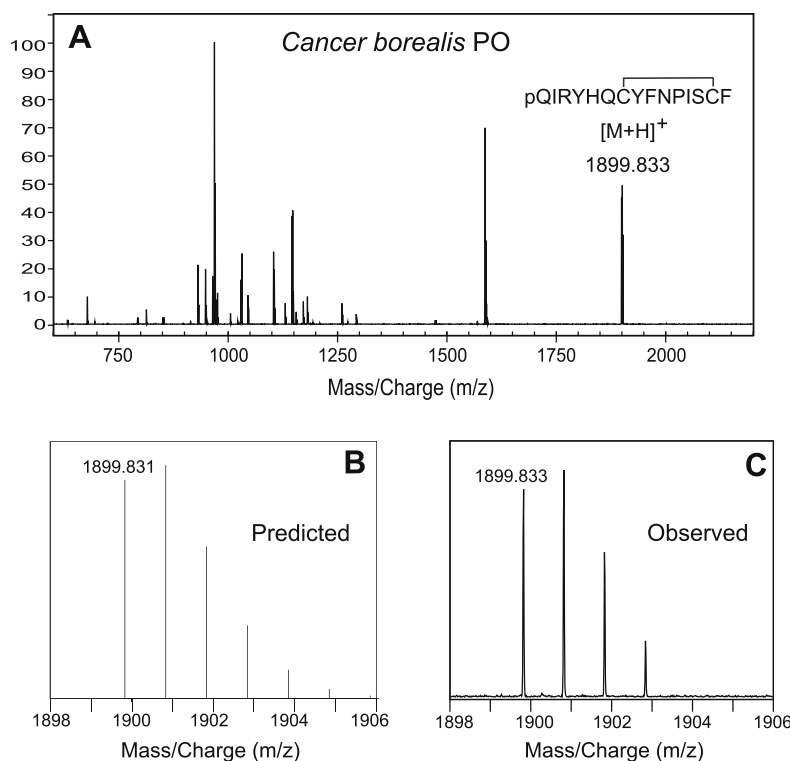 A
Cancer borealis PO
pQIRYHQCYFNPISCF
[M+H]+
1899.833
100
90
80
70
60
50
40
30
20
10
0
750 1000 1250 1500 1750 2000
Mass/Charge (m/z)
B
1899.831
Predicted
1898 1900 1902 1904 1906
Mass/Charge (m/z)
C
1899.833
Observed
1898 1900 1902 1904 1906
Mass/Charge (m/z)